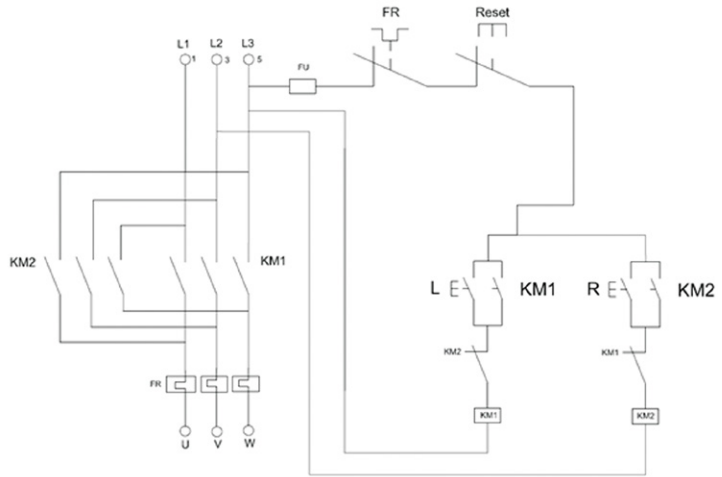 FR Reset
L1 L2 L3
1 3 5
FU
KM2 KM1
L KM1 R KM2
KM2 KM1
FR
KM1 KM2
U V W